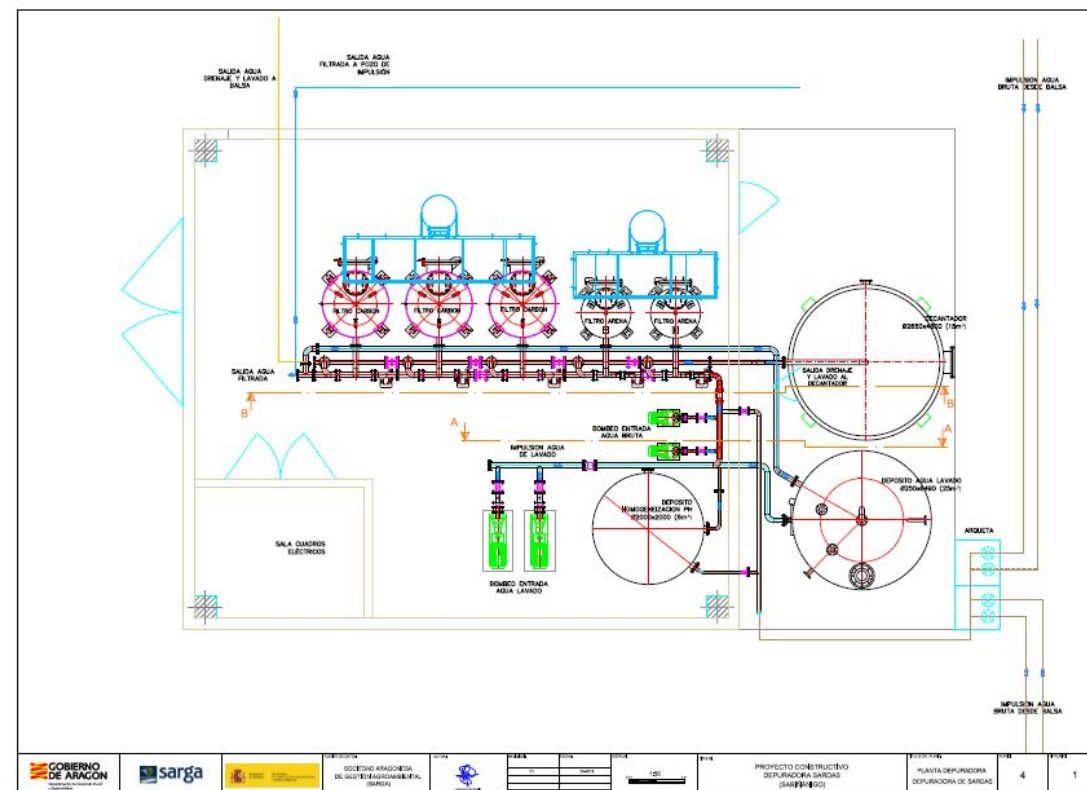 SALIDA AGUA
FILTRADA A POZO DE
IMPULSIÓN
SALIDA AGUA
DRENAJE Y LAVADO A
BALSA
IMPULSION AGUA
BRUTA DESDE BALSA
FILTRO CARBON
FILTRO CARBON
FILTRO CARBON
FILTRO ARENA
FILTRO ARENA
DECANTADOR
SALIDA AGUA
FILTRADA
SALIDA DRENAJE
Y LAVADO AL
DECANTADOR
B
B
A
A
BOMBEO ENTRADA
AGUA BRUTA
IMPULSION AGUA
DE LAVADO
DEPOSITO
HOMOGENEIZACION PH
DEPOSITO AGUA LAVADO
ARQUETA
SALA CUADROS
ELÉCTRICOS
BOMBEO ENTRADA
AGUA LAVADO
IMPULSION AGUA
BRUTA DESDE BALSA
GOBIERNO
DE ARAGON
sarga
SOCIEDAD ARAGONESA
DE GESTIÓN AGROAMBIENTAL
(SARGA)
1:50
PROYECTO CONSTRUCTIVO
DEPURADORA SARDAS
(SABIÑÁNIGO)
PLANTA DEPURADORA
DEPURADORA DE SARDAS
4
1